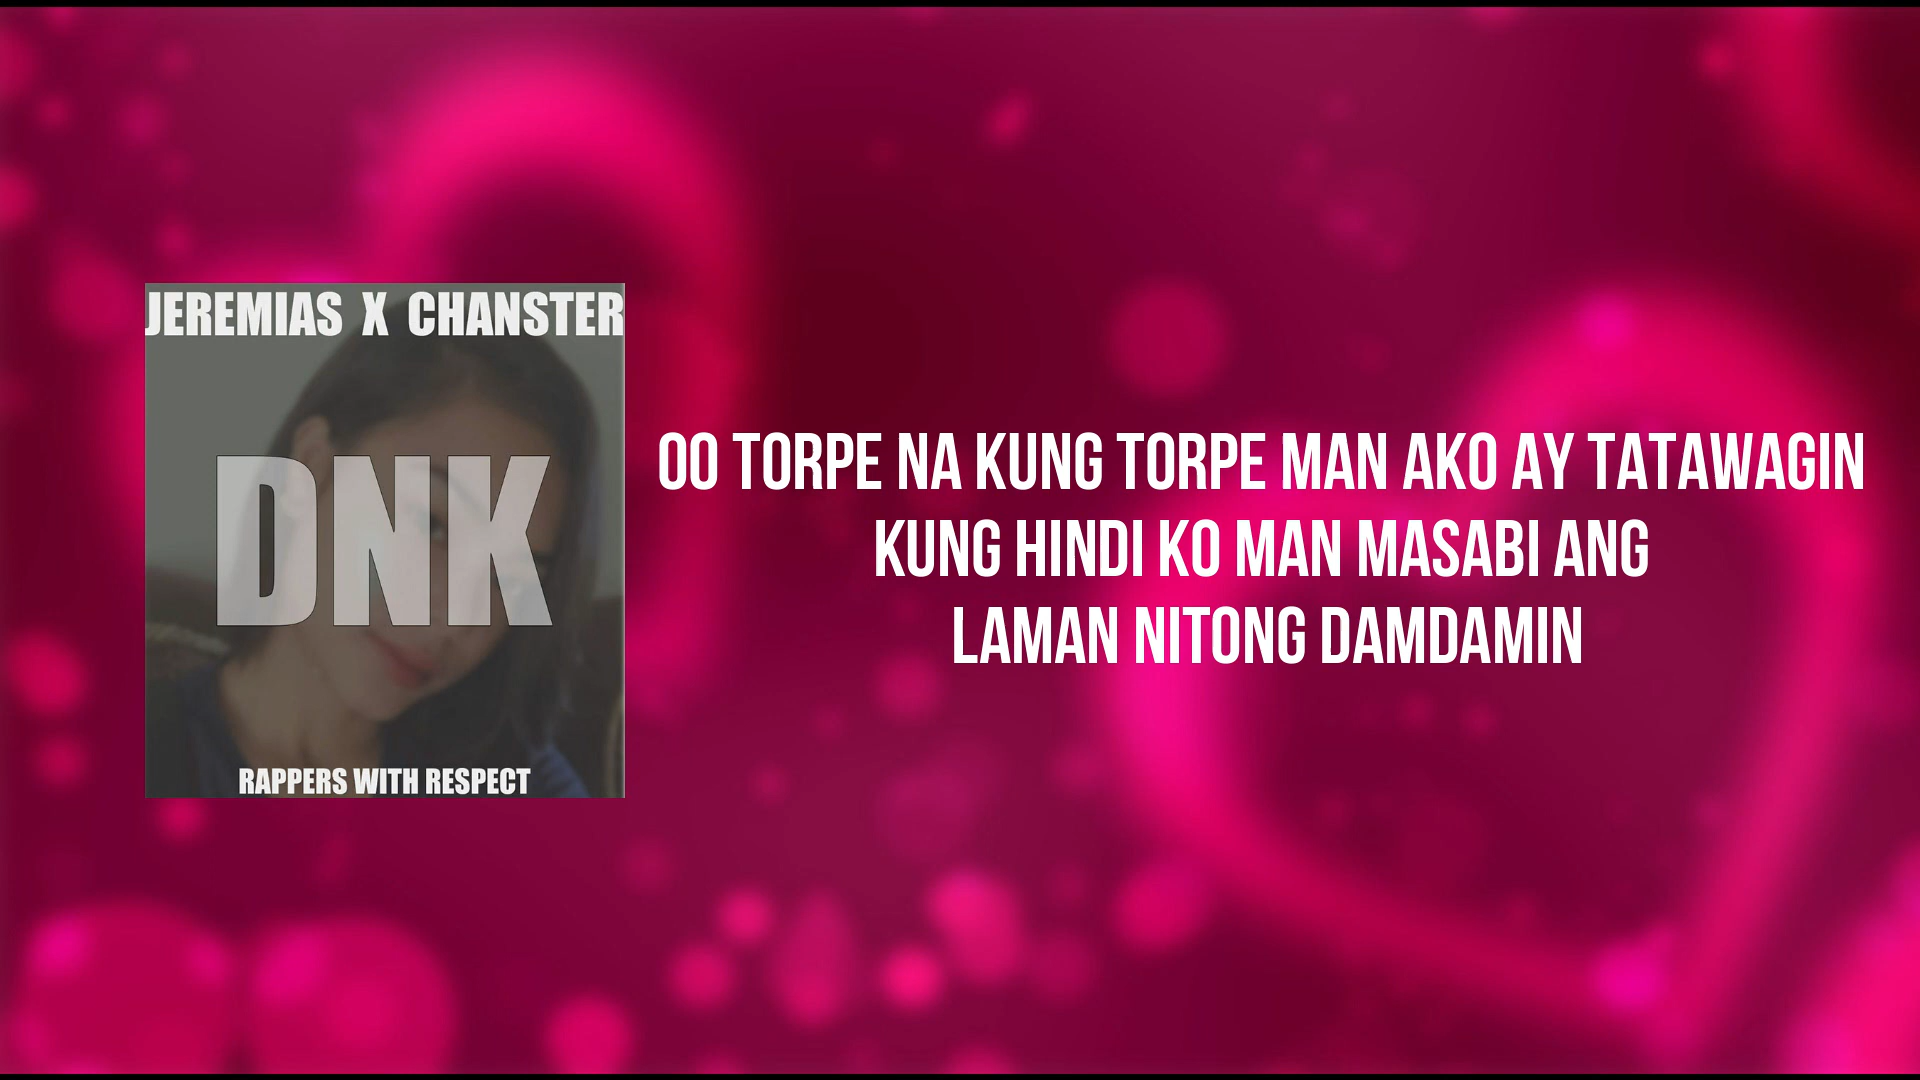 JEREMIAS X CHANSTER
DNK
RAPPERS WITH RESPECT
OO TORPE NA KUNG TORPE MAN AKO AY TATAWAGIN
KUNG HINDI KO MAN MASABI ANG
LAMAN NITONG DAMDAMIN